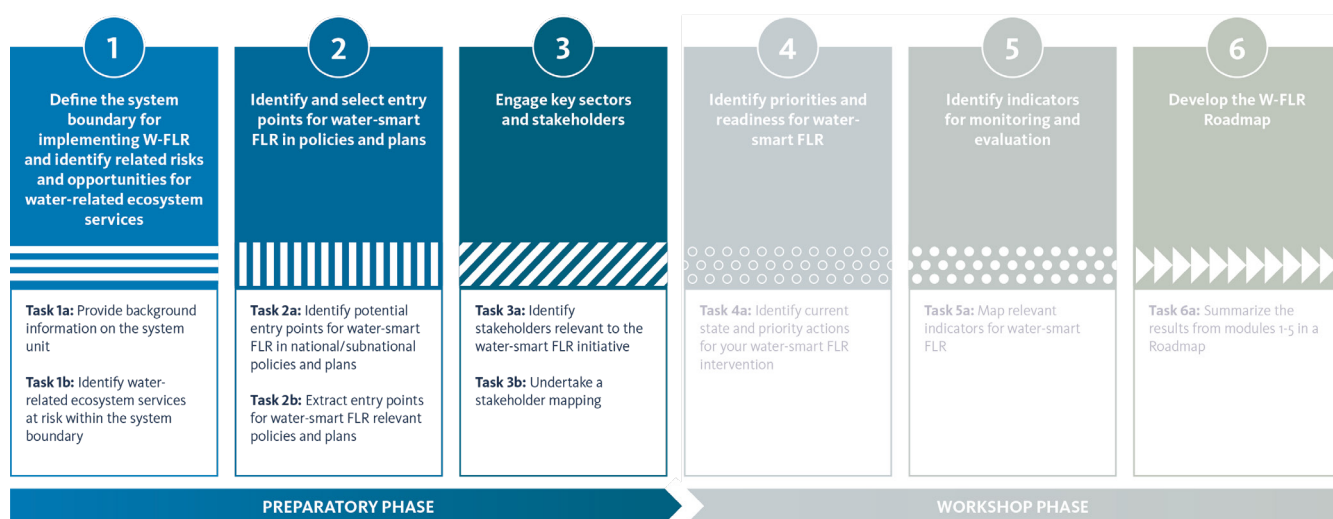 1
Define the system
boundary for
implementing W-FLR
and identify related risks
and opportunities for
water-related ecosystem
services
Task 1a: Provide background
information on the system
unit
Task 1b: Identify water-
related ecosystem services
at risk within the system
boundary
2
Identify and select entry
points for water-smart
FLR in policies and plans
Task 2a: Identify potential
entry points for water-smart
FLR in national/subnational
policies and plans
Task 2b: Extract entry points
for water-smart FLR relevant
policies and plans
3
Engage key sectors
and stakeholders
Task 3a: Identify
stakeholders relevant to the
water-smart FLR initiative
Task 3b: Undertake a
stakeholder mapping
4
Identify priorities and
readiness for water-
smart FLR
Task 4a: Identify current
state and priority actions
for your water-smart FLR
intervention
5
Identify indicators
for monitoring and
evaluation
Task 5a: Map relevant
indicators for water-smart
FLR
6
Develop the W-FLR
Roadmap
Task 6a: Summarize the
results from modules 1-5 in a
Roadmap
PREPARATORY PHASE
WORKSHOP PHASE